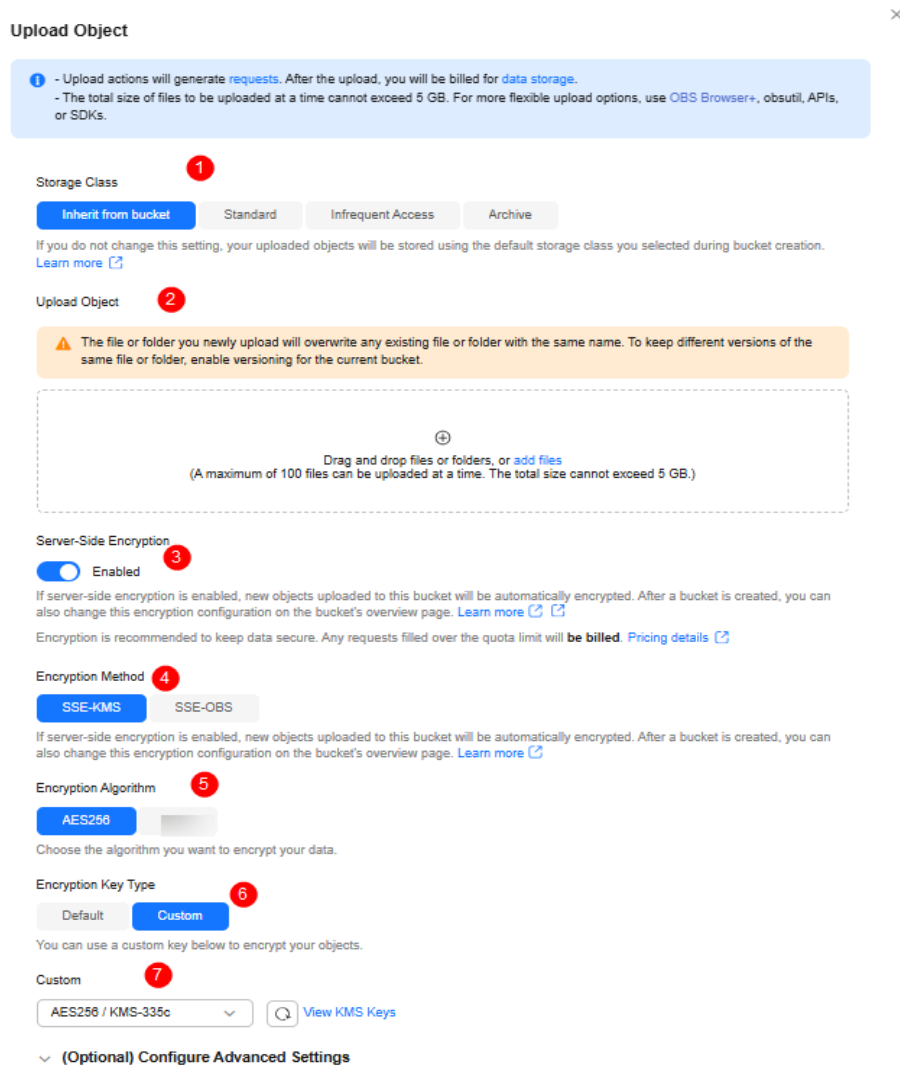 Upload Object
- Upload actions will generate requests. After the upload, you will be billed for data storage.
- The total size of files to be uploaded at a time cannot exceed 5 GB. For more flexible upload options, use OBS Browser+, obsutil, APIs,
or SDKs.
1
Storage Class
Inherit from bucket Standard Infrequent Access Archive
If you do not change this setting, your uploaded objects will be stored using the default storage class you selected during bucket creation.
Learn more
Upload Object 2
The file or folder you newly upload will overwrite any existing file or folder with the same name. To keep different versions of the
same file or folder, enable versioning for the current bucket.
Drag and drop files or folders, or add files
(A maximum of 100 files can be uploaded at a time. The total size cannot exceed 5 GB.)
Server-Side Encryption 3
Enabled
If server-side encryption is enabled, new objects uploaded to this bucket will be automatically encrypted. After a bucket is created, you can
also change this encryption configuration on the bucket's overview page. Learn more
Encryption is recommended to keep data secure. Any requests filled over the quota limit will be billed. Pricing details
Encryption Method 4
SSE-KMS SSE-OBS
If server-side encryption is enabled, new objects uploaded to this bucket will be automatically encrypted. After a bucket is created, you can
also change this encryption configuration on the bucket's overview page. Learn more
Encryption Algorithm 5
AES256
Choose the algorithm you want to encrypt your data.
Encryption Key Type 6
Default Custom
You can use a custom key below to encrypt your objects.
Custom 7
AES256 / KMS-335c View KMS Keys
(Optional) Configure Advanced Settings